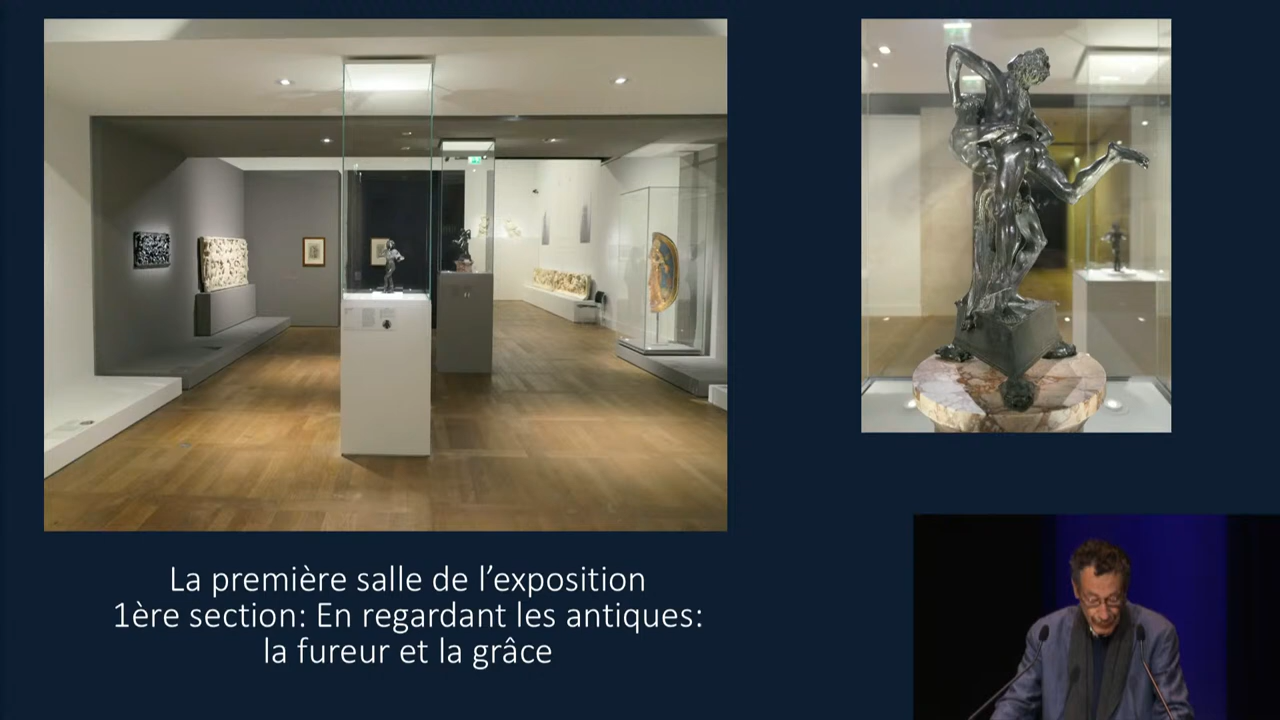 La première salle de l’exposition
1ère section: En regardant les antiques:
la fureur et la grâce